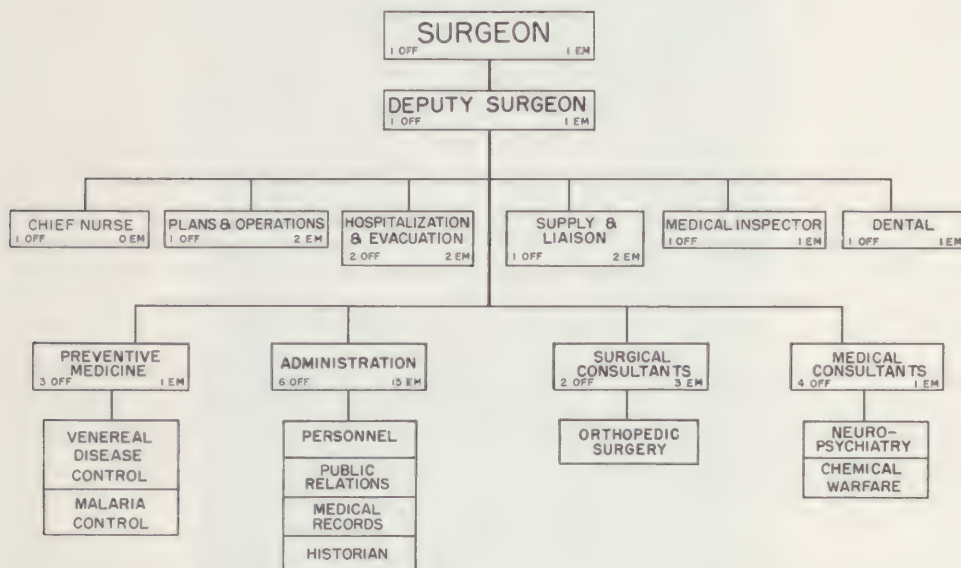 SURGEON
1 OFF 1 EM
DEPUTY SURGEON
1 OFF 1 EM
CHIEF NURSE
1 OFF 0 EM
PLANS & OPERATIONS
1 OFF 2 EM
HOSPITALIZATION
& EVACUATION
2 OFF 2 EM
SUPPLY &
LIAISON
1 OFF 2 EM
MEDICAL INSPECTOR
1 OFF 1 EM
DENTAL
1 OFF 1 EM
PREVENTIVE
MEDICINE
3 OFF 1 EM
ADMINISTRATION
6 OFF 15 EM
SURGICAL
CONSULTANTS
2 OFF 3 EM
MEDICAL
CONSULTANTS
4 OFF 1 EM
VENEREAL
DISEASE
CONTROL
MALARIA
CONTROL
PERSONNEL
PUBLIC
RELATIONS
MEDICAL
RECORDS
HISTORIAN
ORTHOPEDIC
SURGERY
NEURO-
PSYCHIATRY
CHEMICAL
WARFARE